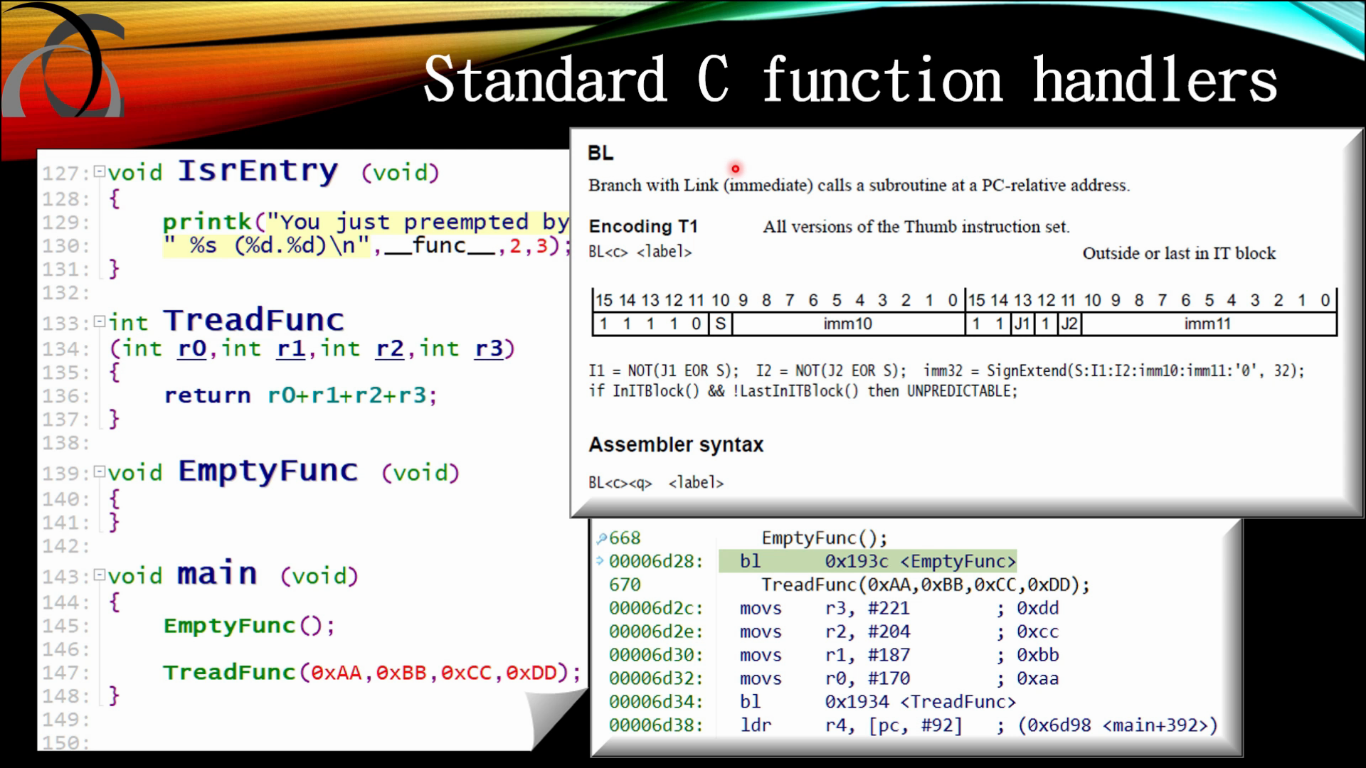 Standard C function handlers
127: void IsrEntry (void)
128: {
129: printk("You just preempted by
130: " %s (%d.%d)\n",__func__,2,3);
131: }
132:
133: int TreadFunc
134: (int r0,int r1,int r2,int r3)
135: {
136: return r0+r1+r2+r3;
137: }
138:
139: void EmptyFunc (void)
140: {
141: }
142:
143: void main (void)
144: {
145: EmptyFunc();
146:
147: TreadFunc(0xAA,0xBB,0xCC,0xDD);
148: }
149:
150:
BL
Branch with Link (immediate) calls a subroutine at a PC-relative address.
Encoding T1 All versions of the Thumb instruction set.
BL<c> <label> Outside or last in IT block
15 14 13 12 11 10 9 8 7 6 5 4 3 2 1 0 15 14 13 12 11 10 9 8 7 6 5 4 3 2 1 0
1 1 1 1 0 S imm10 1 1 J1 1 J2 imm11
I1 = NOT(J1 EOR S); I2 = NOT(J2 EOR S); imm32 = SignExtend(S:I1:I2:imm10:imm11:'0', 32);
if InITBlock() && !LastInITBlock() then UNPREDICTABLE;
Assembler syntax
BL<c><q> <label>
668 EmptyFunc();
00006d28: bl 0x193c <EmptyFunc>
670 TreadFunc(0xAA,0xBB,0xCC,0xDD);
00006d2c: movs r3, #221 ; 0xdd
00006d2e: movs r2, #204 ; 0xcc
00006d30: movs r1, #187 ; 0xbb
00006d32: movs r0, #170 ; 0xaa
00006d34: bl 0x1934 <TreadFunc>
00006d38: ldr r4, [pc, #92] ; (0x6d98 <main+392>)